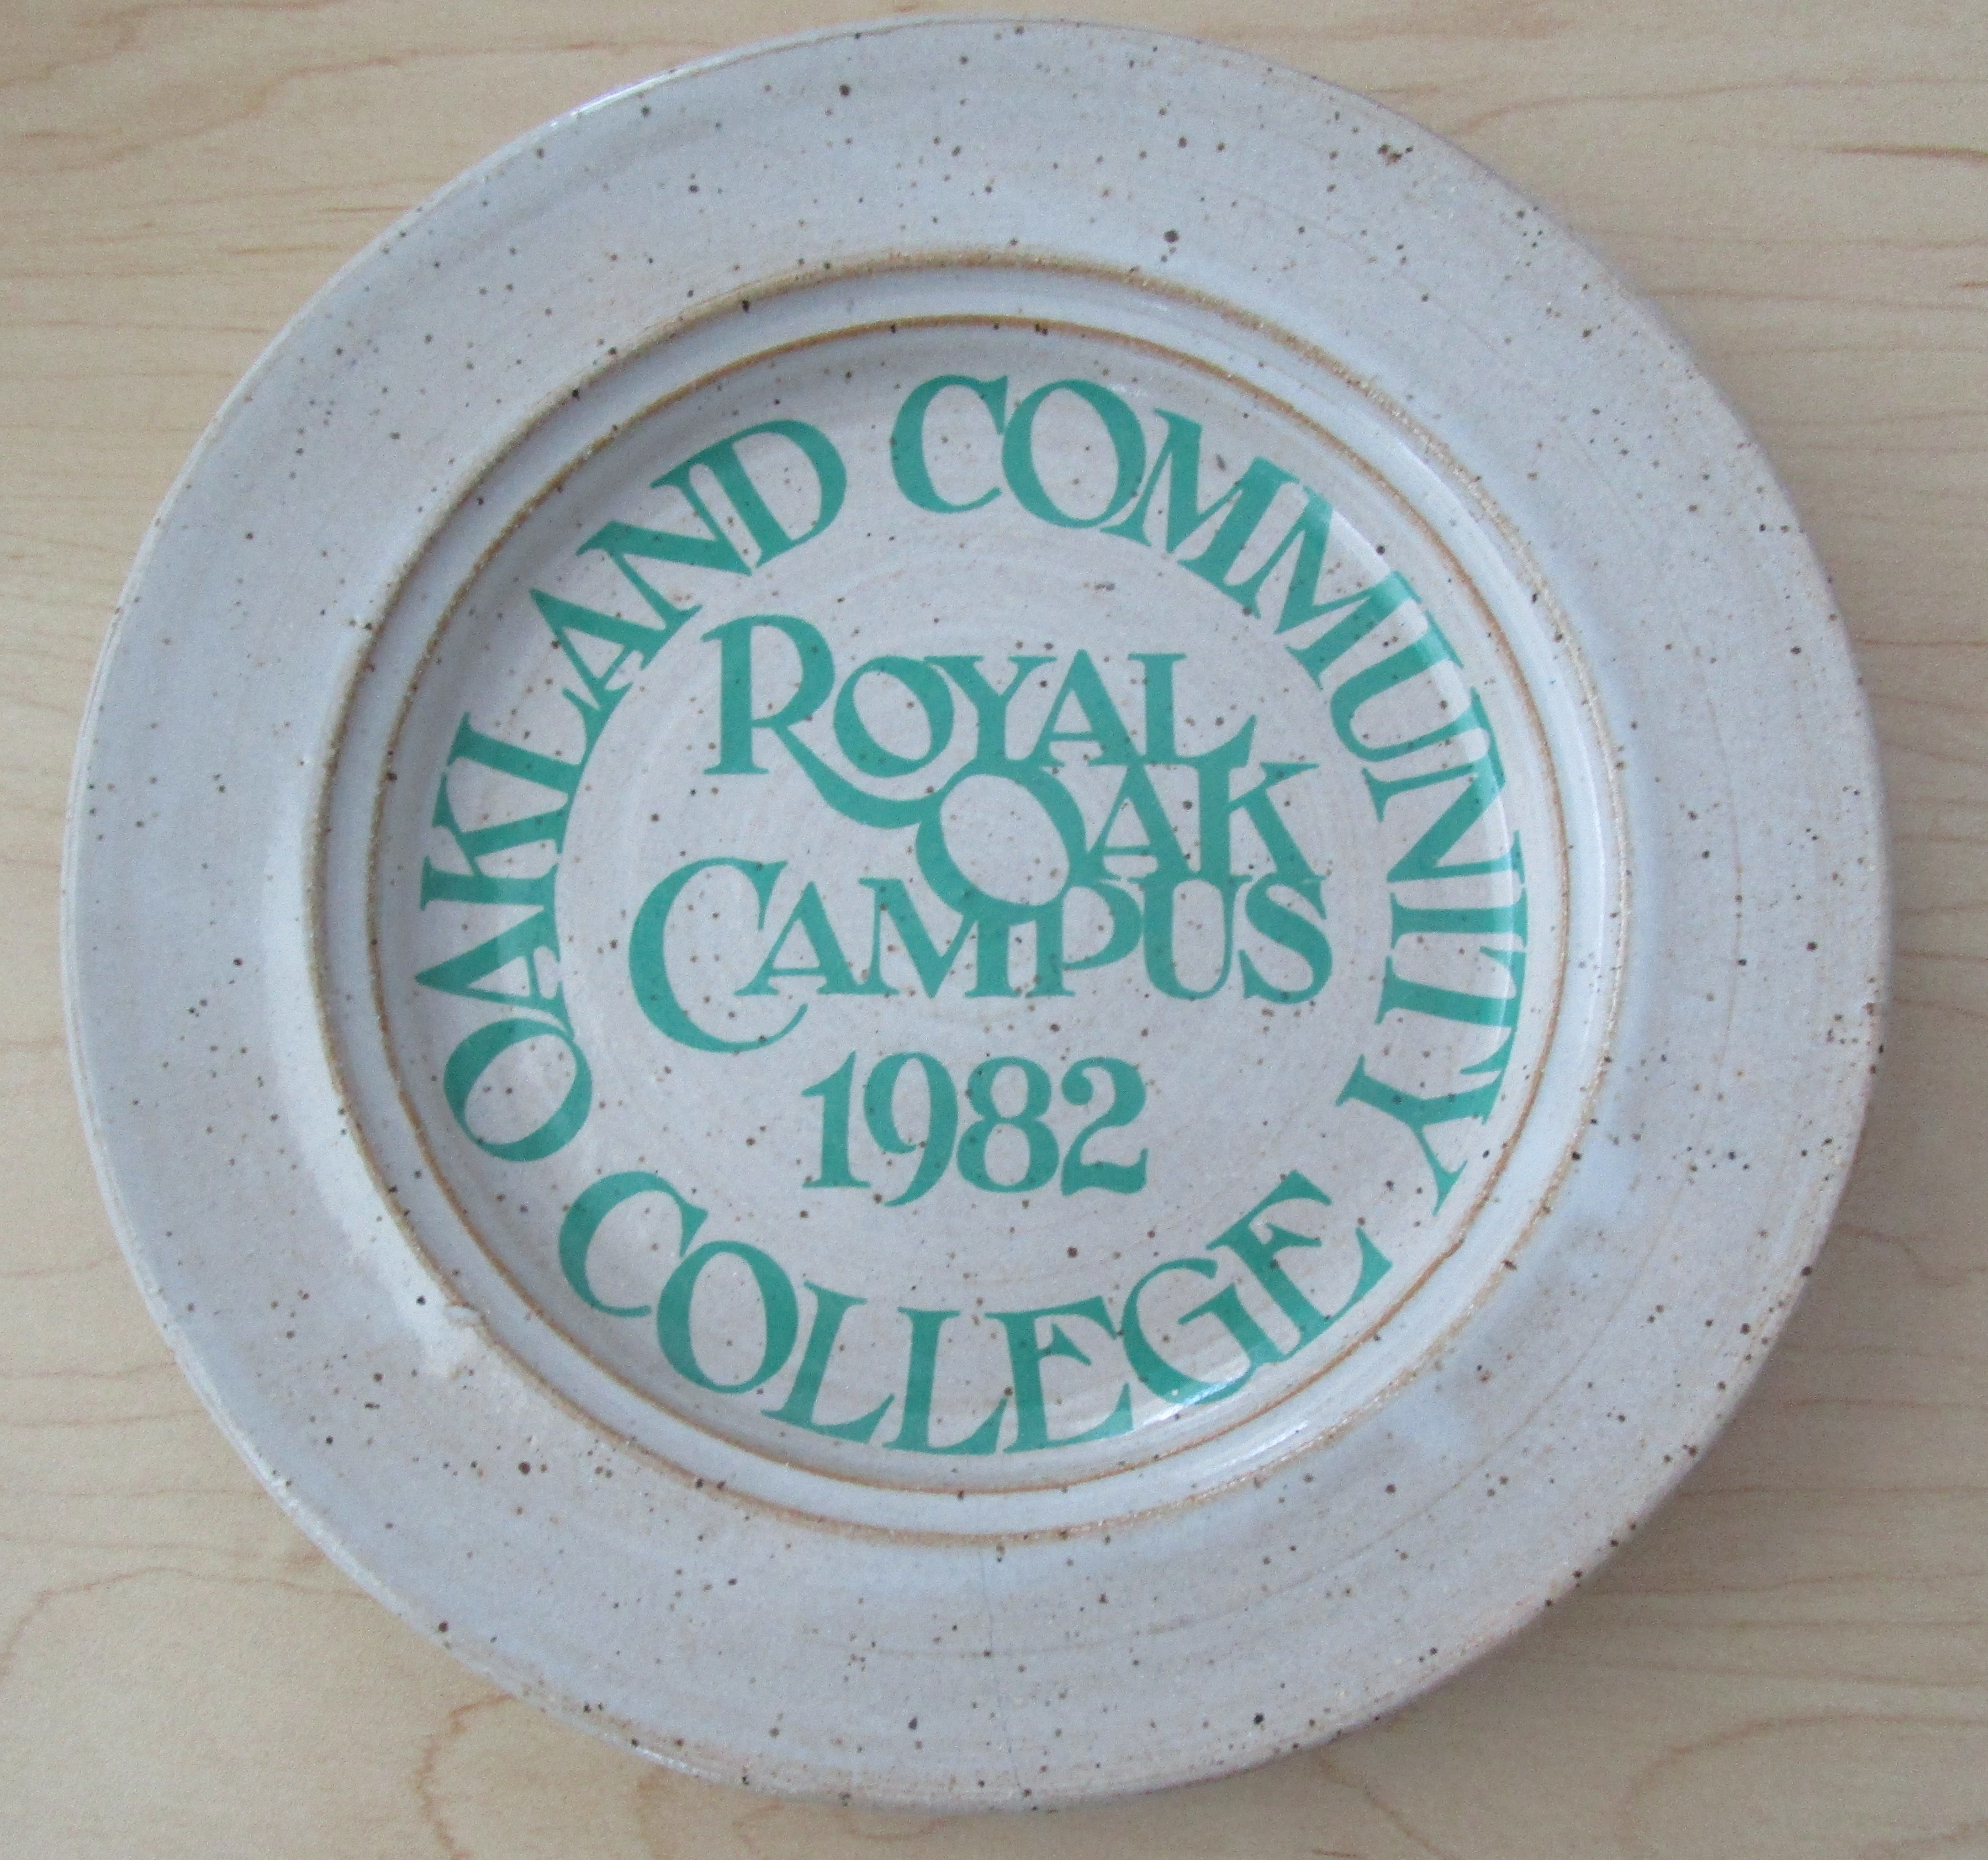 OAKLAND COMMUNITY COLLEGE
ROYAL
OAK
CAMPUS
1982